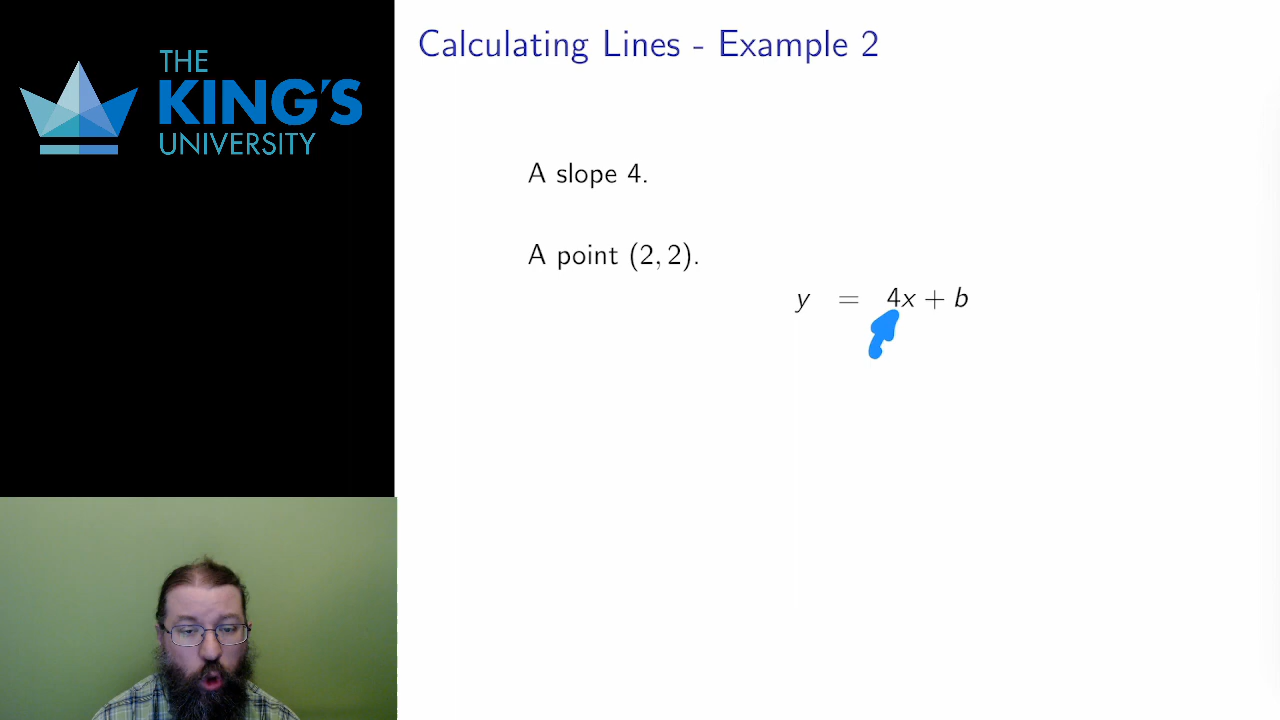 THE
KING'S
UNIVERSITY
Calculating Lines - Example 2
A slope 4.
A point (2, 2).
y = 4x + b